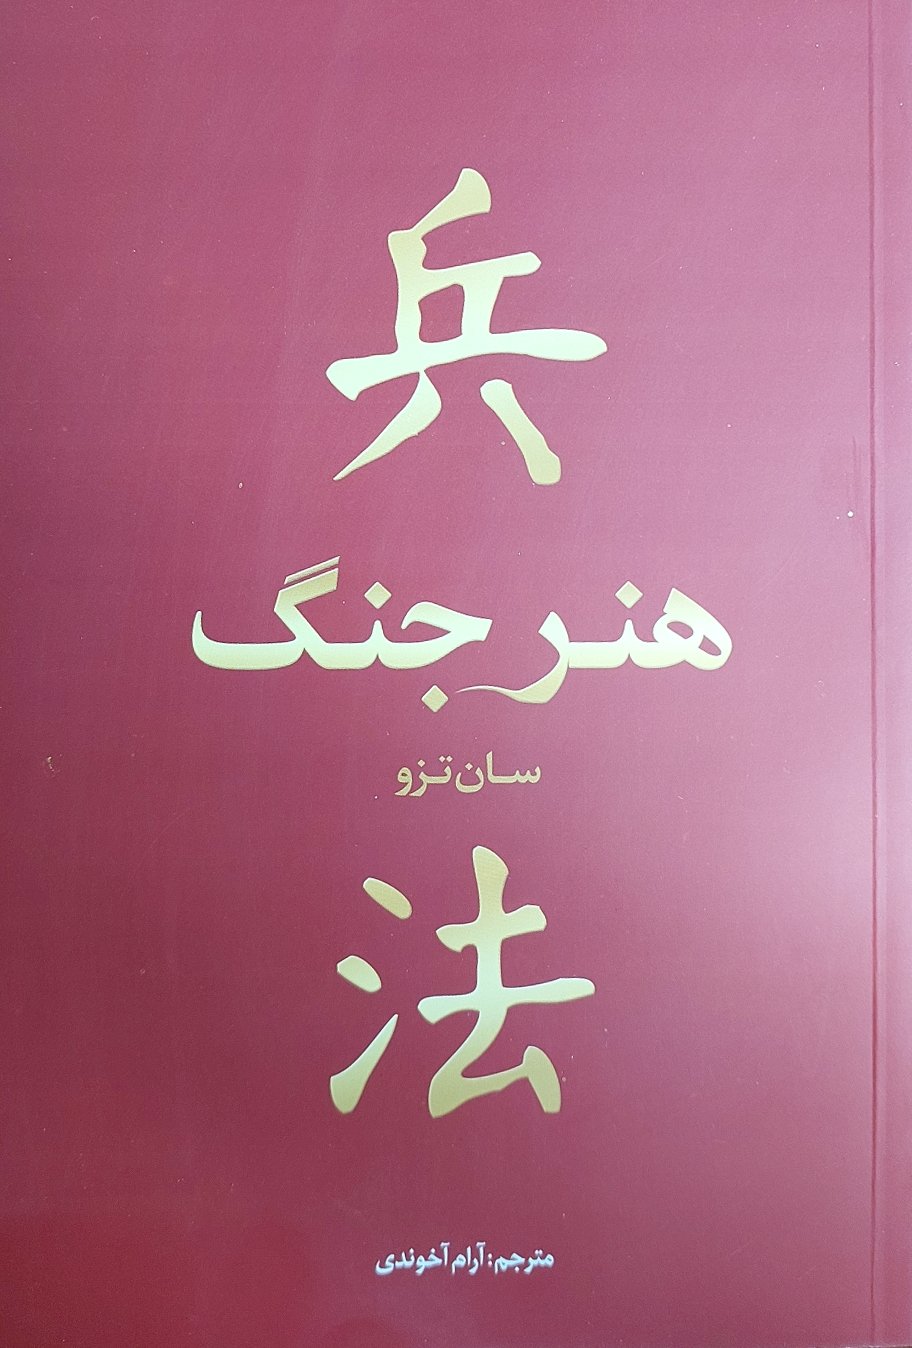 兵
هنر جنگ
سان‌تزو
法
مترجم: آرام آخوندی